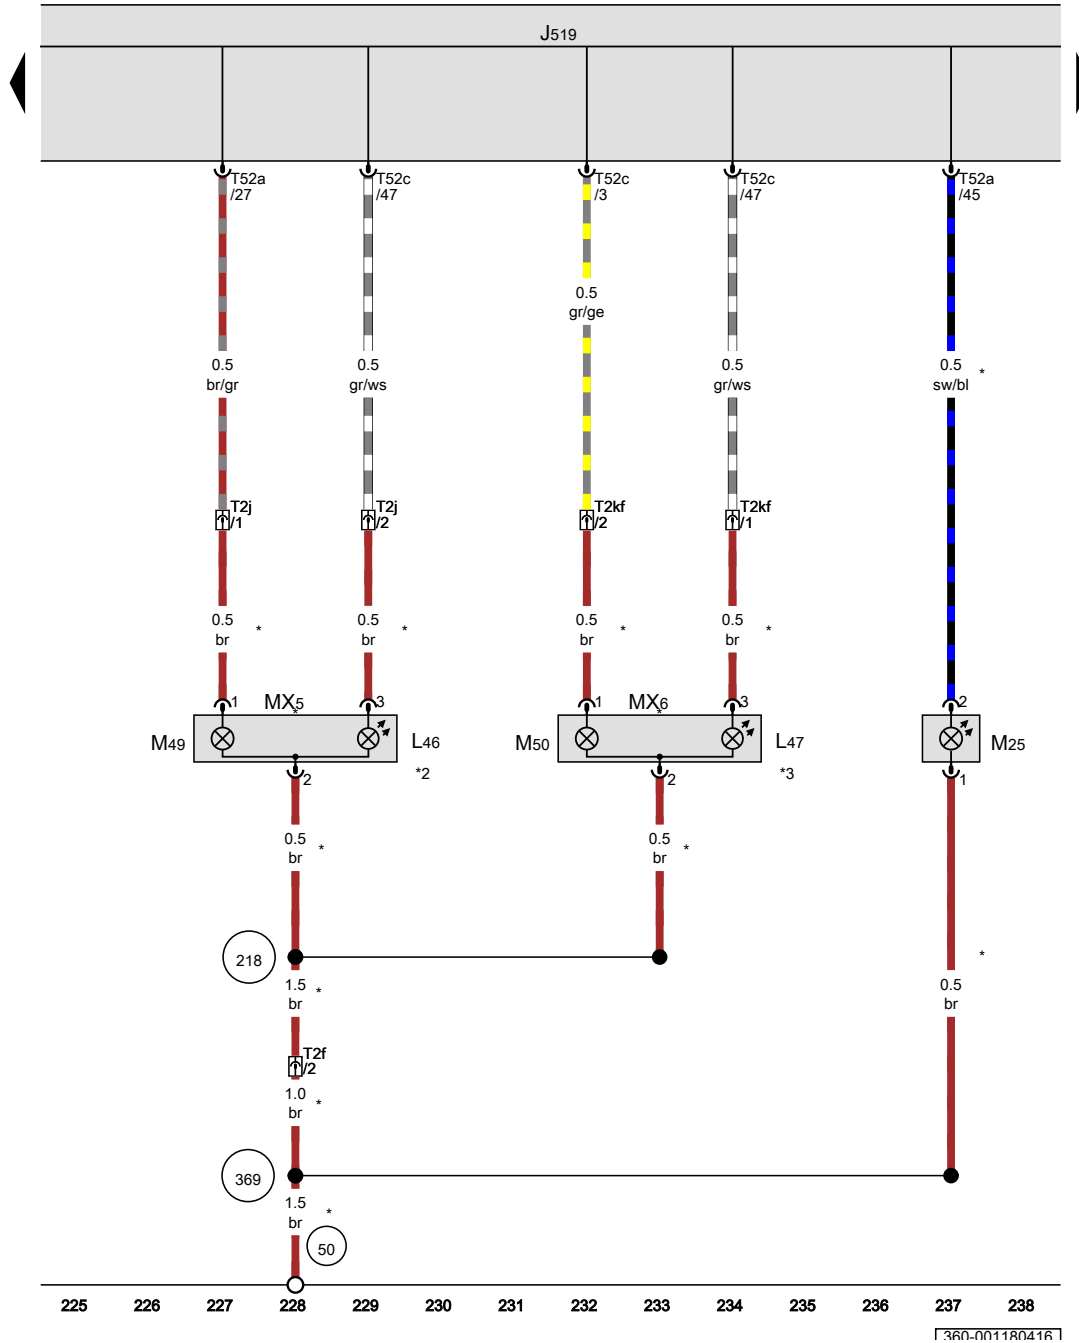 J519
T52a
/27
T52c
/47
T52c
/3
T52c
/47
T52a
/45
0.5
gr/ge
0.5
br/gr
0.5
gr/ws
0.5
gr/ws
0.5
sw/bl
*
T2j
/1
T2j
/2
T2kf
/2
T2kf
/1
0.5
br
*
0.5
br
*
0.5
br
*
0.5
br
*
1
MX5
*
3
1
MX6
*
3
2
M49
L46
*2
M50
L47
*3
M25
2
2
1
0.5
br
*
0.5
br
*
218
*
1.5
br
*
0.5
br
T2f
/2
1.0
br
*
369
1.5
br
*
50
225 226 227 228 229 230 231 232 233 234 235 236 237 238
360-001180416